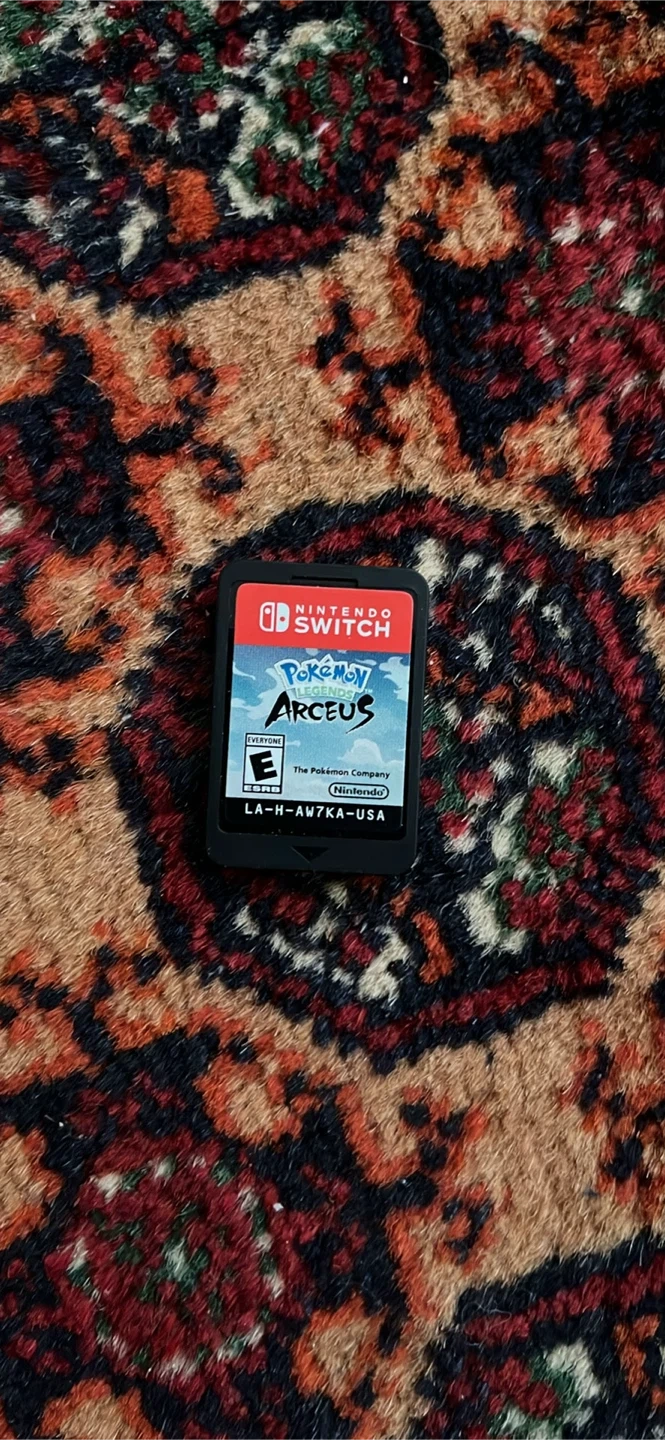 NINTENDO
SWITCH
POKéMON
LEGENDS
ARCEUS
EVERYONE
E
ESRB
The Pokémon Company
Nintendo
LA-H-AW7KA-USA